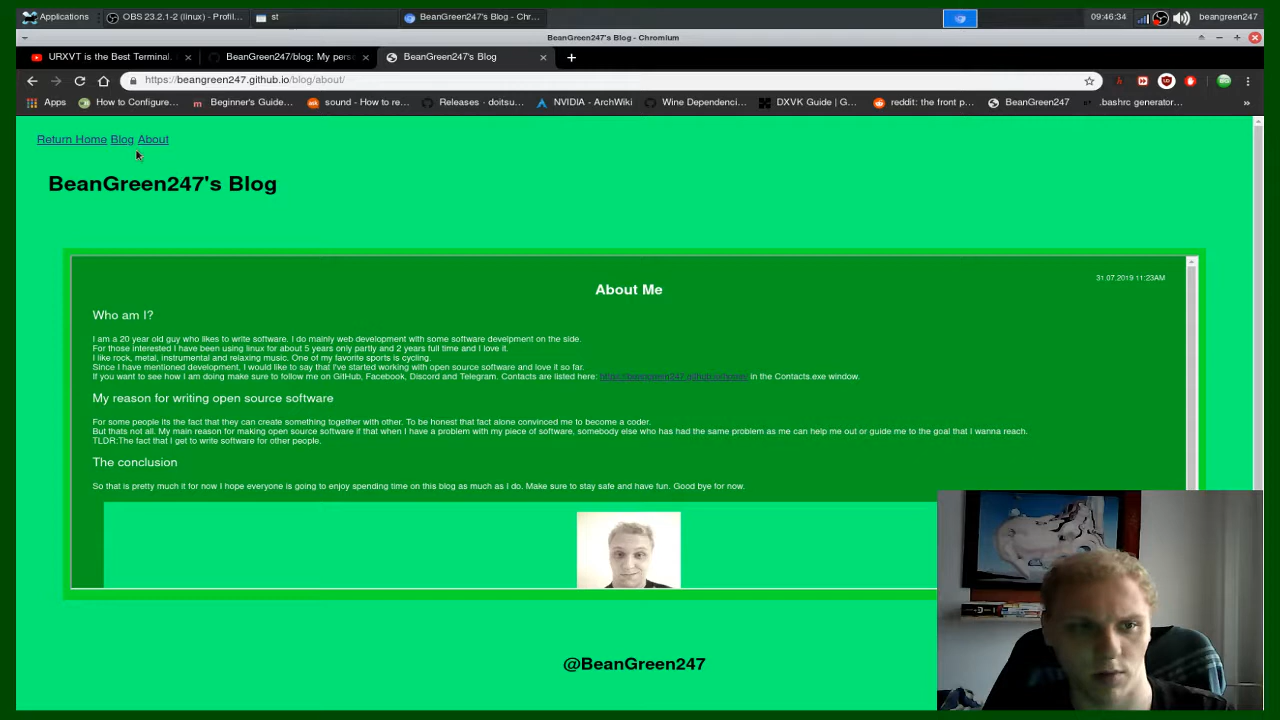 Applications
OBS 23.2.1-2 (linux) - Profil...
st
BeanGreen247's Blog - Chr...
09:46:34
beangreen247
BeanGreen247's Blog - Chromium
URXVT is the Best Terminal.
BeanGreen247/blog: My pers
BeanGreen247's Blog
https://beangreen247.github.io/blog/about/
Apps
How to Configure...
Beginner's Guide...
sound - How to re...
Releases · doitsu...
NVIDIA - ArchWiki
Wine Dependenci...
DXVK Guide | G...
reddit: the front p...
BeanGreen247
.bashrc generator...
Return Home Blog About
BeanGreen247's Blog
31.07.2019 11:23AM
About Me
Who am I?
I am a 20 year old guy who likes to write software. I do mainly web development with some software develpment on the side.
For those interested I have been using linux for about 5 years only partly and 2 years full time and I love it.
I like rock, metal, instrumental and relaxing music. One of my favorite sports is cycling.
Since I have mentioned development, I would like to say that I've started working with open source software and love it so far.
If you want to see how I am doing make sure to follow me on GitHub, Facebook, Discord and Telegram. Contacts are listed here: in the Contacts.exe window.
My reason for writing open source software
For some people its the fact that they can create something together with other. To be honest that fact alone convinced me to become a coder.
But thats not all. My main reason for making open source software if that when I have a problem with my piece of software, somebody else who has had the same problem as me can help me out or guide me to the goal that I wanna reach.
TLDR:The fact that I get to write software for other people.
The conclusion
So that is pretty much it for now I hope everyone is going to enjoy spending time on this blog as much as I do. Make sure to stay safe and have fun. Good bye for now.
@BeanGreen247